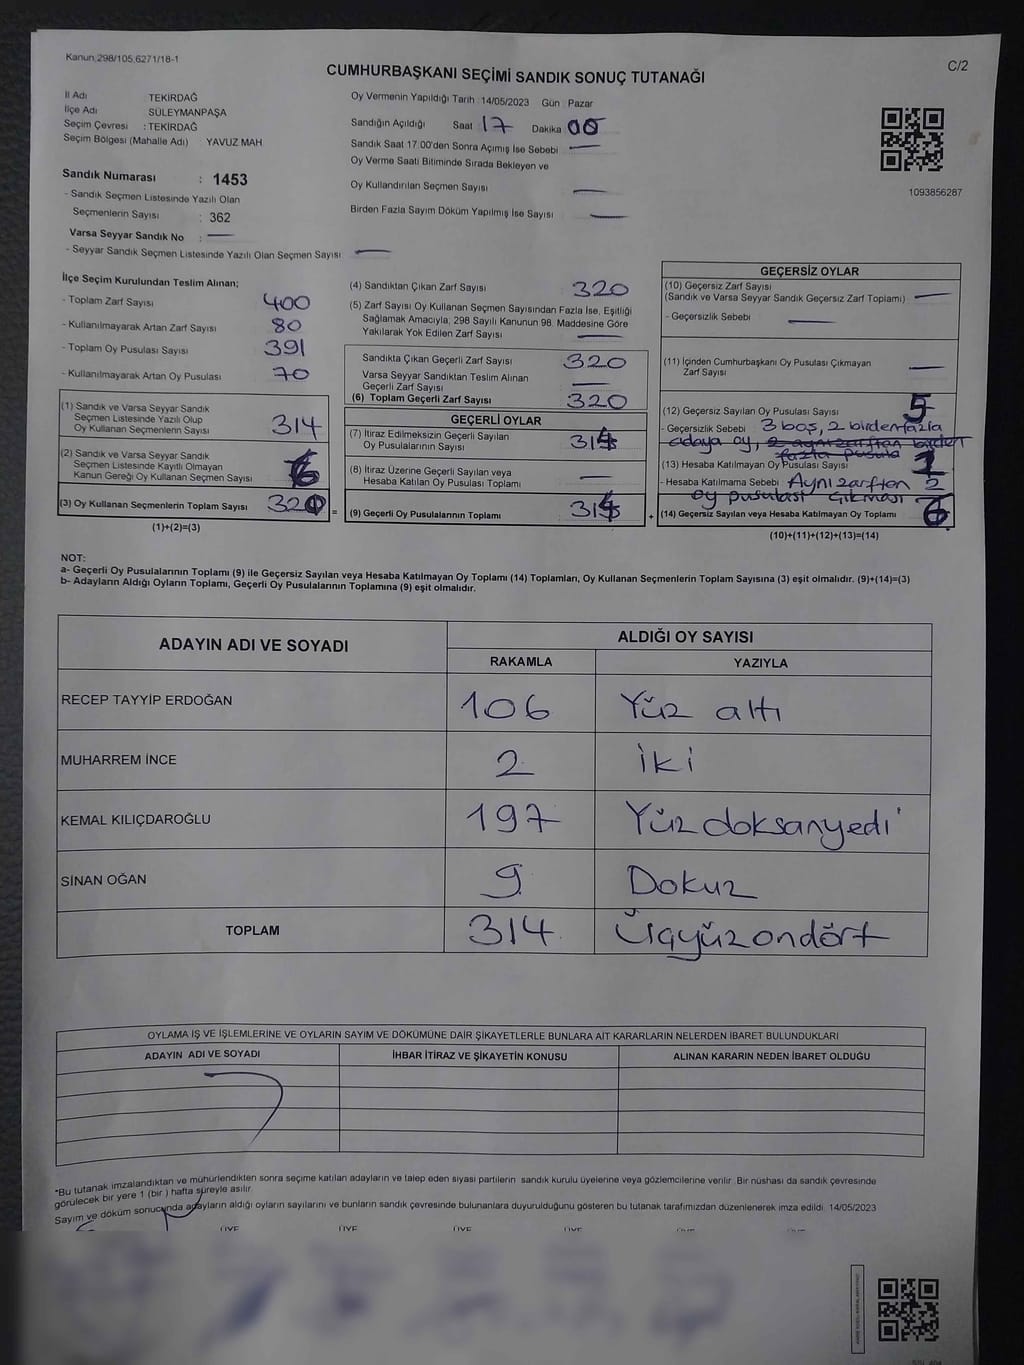 Kanun;298/105,6271/18-1
C/2
CUMHURBAŞKANI SEÇİMİ SANDIK SONUÇ TUTANAĞI
İl Adı TEKİRDAĞ
İlçe Adı SÜLEYMANPAŞA
Seçim Çevresi : TEKİRDAĞ
Seçim Bölgesi (Mahalle Adı) YAVUZ MAH
Sandık Numarası : 1453
- Sandık Seçmen Listesinde Yazılı Olan
Seçmenlerin Sayısı : 362
Varsa Seyyar Sandık No : —
- Seyyar Sandık Seçmen Listesinde Yazılı Olan Seçmen Sayısı —
Oy Vermenin Yapıldığı Tarih :14/05/2023 Gün Pazar
Sandığın Açıldığı Saat 17 Dakika 00
Sandık Saat 17.00'den Sonra Açımış İse Sebebi —
Oy Verme Saati Bitiminde Sırada Bekleyen ve
Oy Kullandırılan Seçmen Sayısı —
Birden Fazla Sayım Döküm Yapılmış İse Sayısı —
1093856287
İlçe Seçim Kurulundan Teslim Alınan;
- Toplam Zarf Sayısı 400
- Kullanılmayarak Artan Zarf Sayısı 80
- Toplam Oy Pusulası Sayısı 391
- Kullanılmayarak Artan Oy Pusulası 70
(1) Sandık ve Varsa Seyyar Sandık
Seçmen Listesinde Yazılı Olup
Oy Kullanan Seçmenlerin Sayısı 314
(2) Sandık ve Varsa Seyyar Sandık
Seçmen Listesinde Kayıtlı Olmayan
Kanun Gereği Oy Kullanan Seçmen Sayısı 6
(3) Oy Kullanan Seçmenlerin Toplam Sayısı 320
(1)+(2)=(3)
(4) Sandıktan Çıkan Zarf Sayısı 320
(5) Zarf Sayısı Oy Kullanan Seçmen Sayısından Fazla İse, Eşitliği
Sağlamak Amacıyla; 298 Sayılı Kanunun 98. Maddesine Göre
Yakılarak Yok Edilen Zarf Sayısı —
Sandıkta Çıkan Geçerli Zarf Sayısı 320
Varsa Seyyar Sandıktan Teslim Alınan
Geçerli Zarf Sayısı —
(6) Toplam Geçerli Zarf Sayısı 320
GEÇERLİ OYLAR
(7) İtiraz Edilmeksizin Geçerli Sayılan
Oy Pusulalarının Sayısı 314
(8) İtiraz Üzerine Geçerli Sayılan veya
Hesaba Katılan Oy Pusulası Toplamı —
= (9) Geçerli Oy Pusulalarının Toplamı 314 +
GEÇERSİZ OYLAR
(10) Geçersiz Zarf Sayısı
(Sandık ve Varsa Seyyar Sandık Geçersiz Zarf Toplamı) —
- Geçersizlik Sebebi —
(11) İçinden Cumhurbaşkanı Oy Pusulası Çıkmayan
Zarf Sayısı —
(12) Geçersiz Sayılan Oy Pusulası Sayısı 5
- Geçersizlik Sebebi 3 boş, 2 birden fazla
adaya oy, 2 aynı zarftan birden
fazla pusula
(13) Hesaba Katılmayan Oy Pusulası Sayısı 1
- Hesaba Katılmama Sebebi Aynı zarftan 2
oy pusulası çıkması
(14) Geçersiz Sayılan veya Hesaba Katılmayan Oy Toplamı 6
(10)+(11)+(12)+(13)=(14)
NOT:
a- Geçerli Oy Pusulalarının Toplamı (9) ile Geçersiz Sayılan veya Hesaba Katılmayan Oy Toplamı (14) Toplamları, Oy Kullanan Seçmenlerin Toplam Sayısına (3) eşit olmalıdır. (9)+(14)=(3)
b- Adayların Aldığı Oyların Toplamı, Geçerli Oy Pusulalarının Toplamına (9) eşit olmalıdır.
ADAYIN ADI VE SOYADI ALDIĞI OY SAYISI
RAKAMLA YAZIYLA
RECEP TAYYİP ERDOĞAN 106 Yüz altı
MUHARREM İNCE 2 iki
KEMAL KILIÇDAROĞLU 197 Yüz doksanyedi
SİNAN OĞAN 9 Dokuz
TOPLAM 314 Üçyüzondört
OYLAMA İŞ VE İŞLEMLERİNE VE OYLARIN SAYIM VE DÖKÜMÜNE DAİR ŞİKAYETLERLE BUNLARA AİT KARARLARIN NELERDEN İBARET BULUNDUKLARI
ADAYIN ADI VE SOYADI İHBAR İTİRAZ VE ŞİKAYETİN KONUSU ALINAN KARARIN NEDEN İBARET OLDUĞU
*Bu tutanak imzalandıktan ve mühürlendikten sonra seçime katılan adayların ve talep eden siyasi partilerin sandık kurulu üyelerine veya gözlemcilerine verilir. Bir nüshası da sandık çevresinde
görülecek bir yere 1 (bir ) hafta süreyle asılır.
Sayım ve döküm sonucunda adayların aldığı oyların sayılarını ve bunların sandık çevresinde bulunanlara duyurulduğunu gösteren bu tutanak tarafımızdan düzenlenerek imza edildi. 14/05/2023
ÜYE ÜYE ÜYE ÜYE ÜYE ÜYE